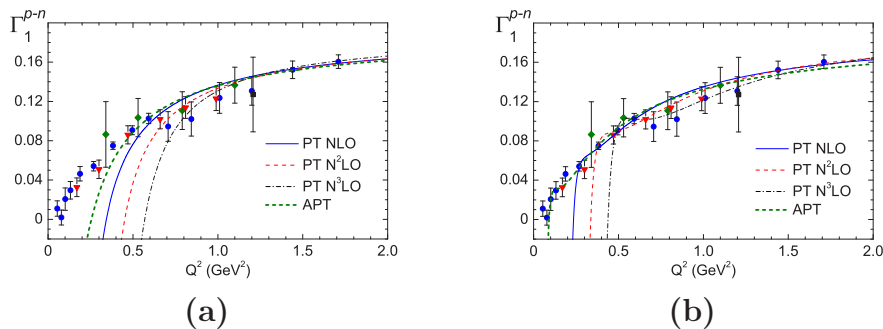 Γ₁ᵖ⁻ⁿ
0.16
0.12
0.08
0.04
0
PT NLO
PT N²LO
PT N³LO
APT
0.0 0.5 1.0 1.5 2.0
Q² (GeV²)
(a)
Γ₁ᵖ⁻ⁿ
0.16
0.12
0.08
0.04
0
PT NLO
PT N²LO
PT N³LO
APT
0.0 0.5 1.0 1.5 2.0
Q² (GeV²)
(b)